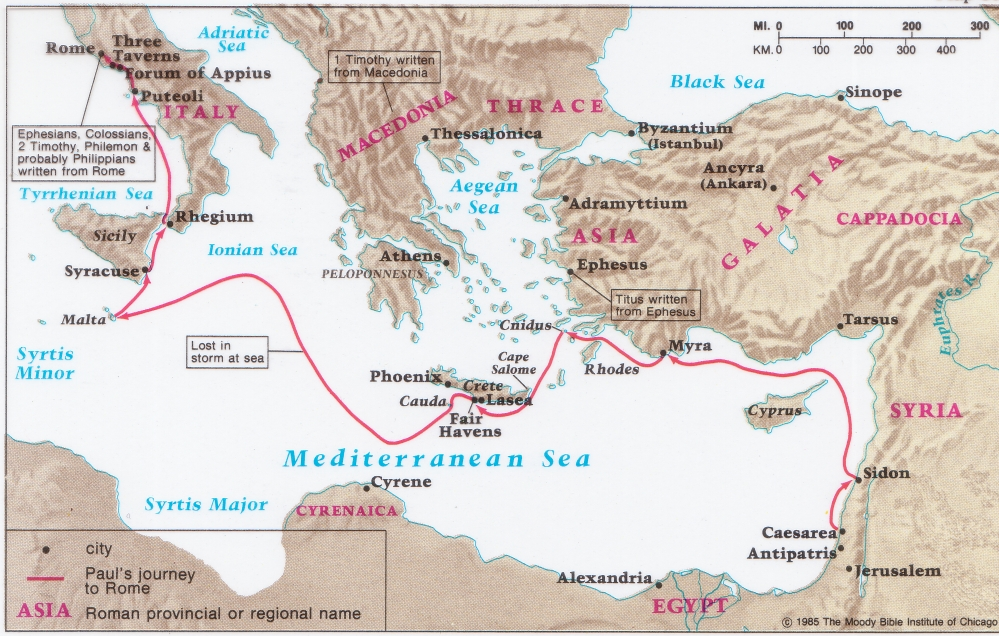 MI. 0 100 200 300
KM. 0 100 200 300 400
Adriatic
Sea
Rome
Three
Taverns
Forum of Appius
Puteoli
ITALY
1 Timothy written
from Macedonia
Black Sea
Sinope
THRACE
MACEDONIA
Thessalonica
Byzantium
(Istanbul)
Ephesians, Colossians,
2 Timothy, Philemon &
probably Philippians
written from Rome
Ancyra
(Ankara)
GALATIA
Tyrrhenian Sea
Aegean
Sea
Adramyttium
CAPPADOCIA
Rhegium
Sicily
Ionian Sea
ASIA
Athens
PELOPONNESUS
Syracuse
Ephesus
Euphrates R.
Titus written
from Ephesus
Malta
Cnidus
Tarsus
Syrtis
Minor
Lost in
storm at sea
Myra
Rhodes
Cape
Salome
Phoenix
Crete
Cauda
Lasea
Fair
Havens
Cyprus
SYRIA
Mediterranean Sea
Sidon
Cyrene
Syrtis Major
CYRENAICA
Caesarea
Antipatris
Jerusalem
Alexandria
EGYPT
city
Paul's journey
to Rome
ASIA Roman provincial or regional name
© 1985 The Moody Bible Institute of Chicago